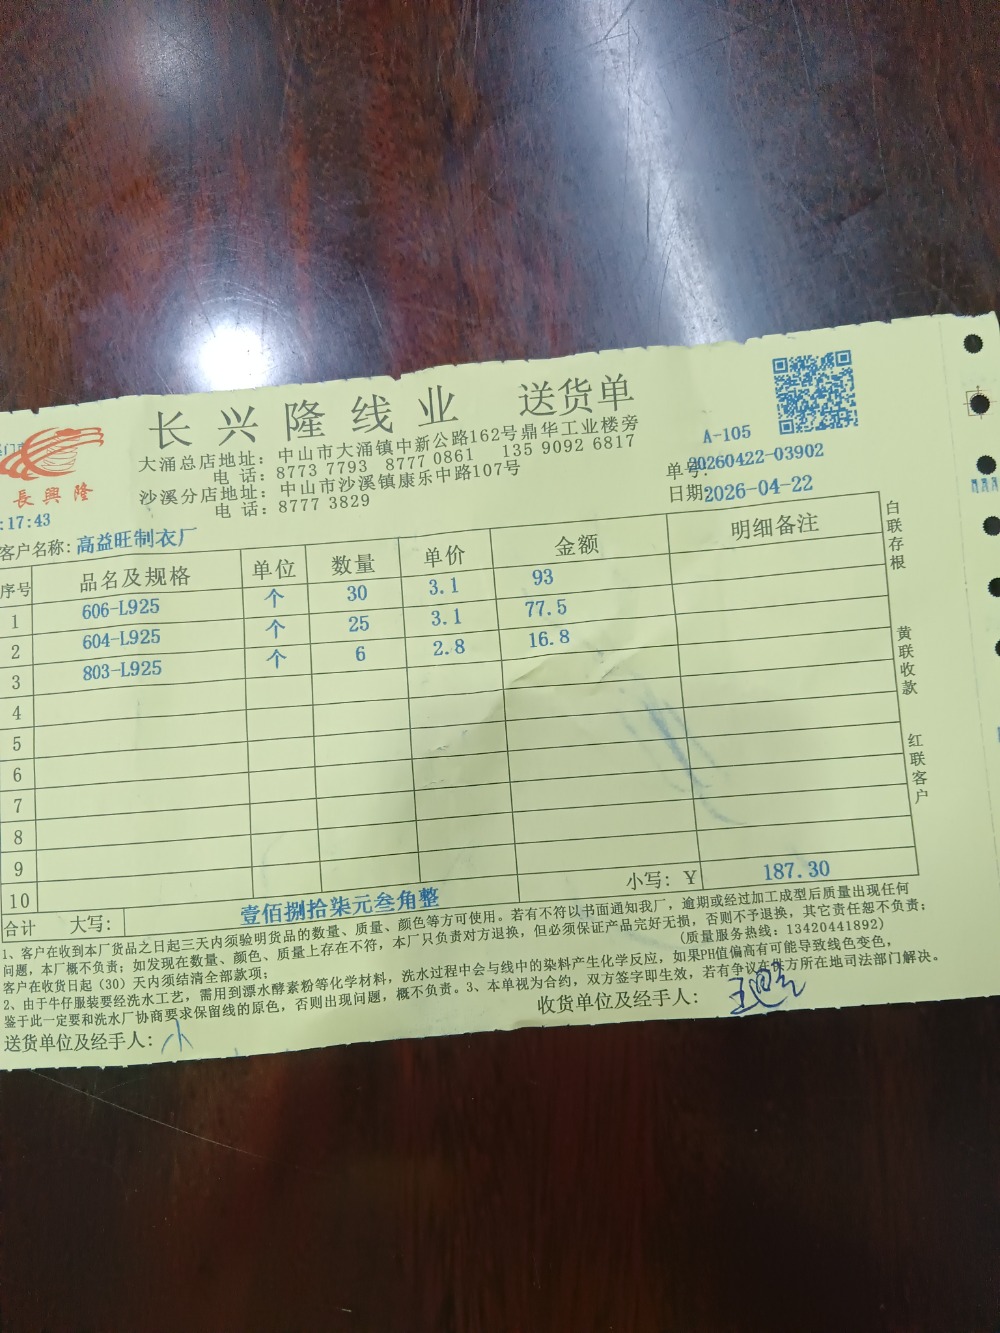 长兴隆线业 送货单
大涌总店地址：中山市大涌镇中新公路162号鼎华工业楼旁
电 话：8773 7793 8777 0861 135 9092 6817
沙溪分店地址：中山市沙溪镇康乐中路107号
电 话：8777 3829
長興隆
:17:43
A-105
单号：20260422-03902
日期2026-04-22
客户名称：高益旺制衣厂
序号 品名及规格 单位 数量 单价 金额 明细备注
1 606-L925 个 30 3.1 93
2 604-L925 个 25 3.1 77.5
3 803-L925 个 6 2.8 16.8
4
5
6
7
8
9
10
合计 大写： 壹佰捌拾柒元叁角整 小写：Y 187.30
白联存根
黄联收款
红联客户
1、客户在收到本厂货品之日起三天内须验明货品的数量、质量、颜色等方可使用。若有不符以书面通知我厂，逾期或经过加工成型后质量出现任何
问题，本厂概不负责；如发现在数量、颜色、质量上存在不符，本厂只负责对方退换，但必须保证产品完好无损，否则不予退换，其它责任恕不负责；
客户在收货日起（30）天内须结清全部款项； (质量服务热线：13420441892)
2、由于牛仔服装要经洗水工艺，需用到漂水酵素粉等化学材料，洗水过程中会与线中的染料产生化学反应，如果PH值偏高有可能导致线色变色，
鉴于此一定要和洗水厂协商要求保留线的原色，否则出现问题，概不负责。3、本单视为合约，双方签字即生效，若有争议在供方所在地司法部门解决。
送货单位及经手人：小
收货单位及经手人：